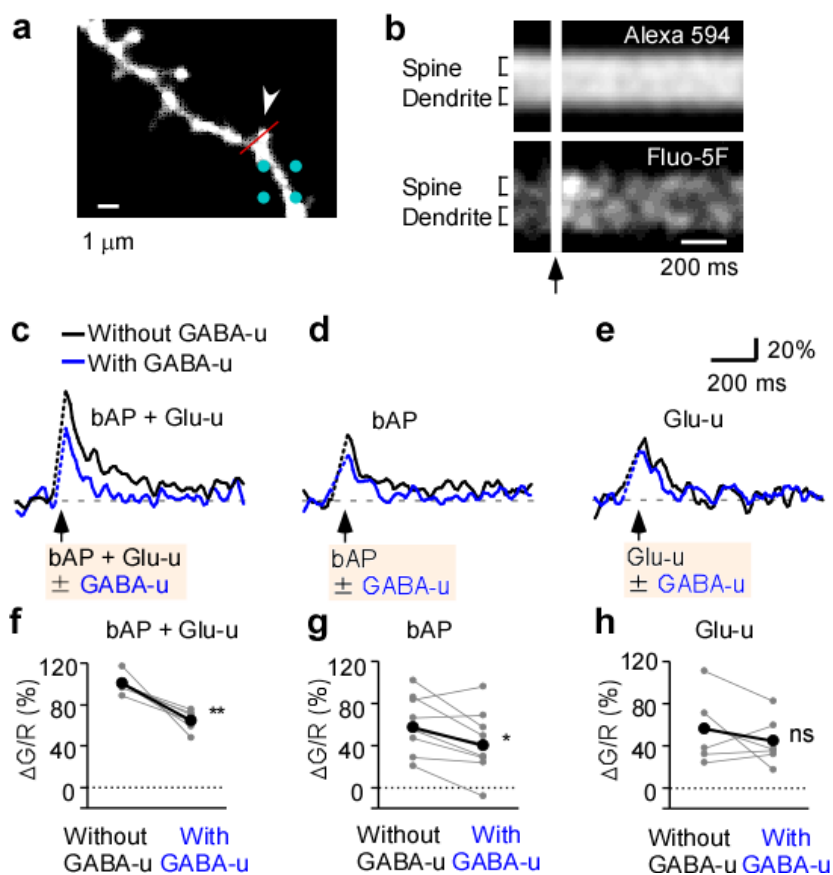 a
1 μm
b
Alexa 594
Spine
Dendrite
Fluo-5F
Spine
Dendrite
200 ms
c
Without GABA-u
With GABA-u
bAP + Glu-u
bAP + Glu-u
± GABA-u
d
bAP
bAP
± GABA-u
e
20%
200 ms
Glu-u
Glu-u
± GABA-u
f
bAP + Glu-u
ΔG/R (%)
120
80
40
0
**
Without GABA-u
With GABA-u
g
bAP
ΔG/R (%)
120
80
40
0
*
Without GABA-u
With GABA-u
h
Glu-u
ΔG/R (%)
120
80
40
0
ns
Without GABA-u
With GABA-u